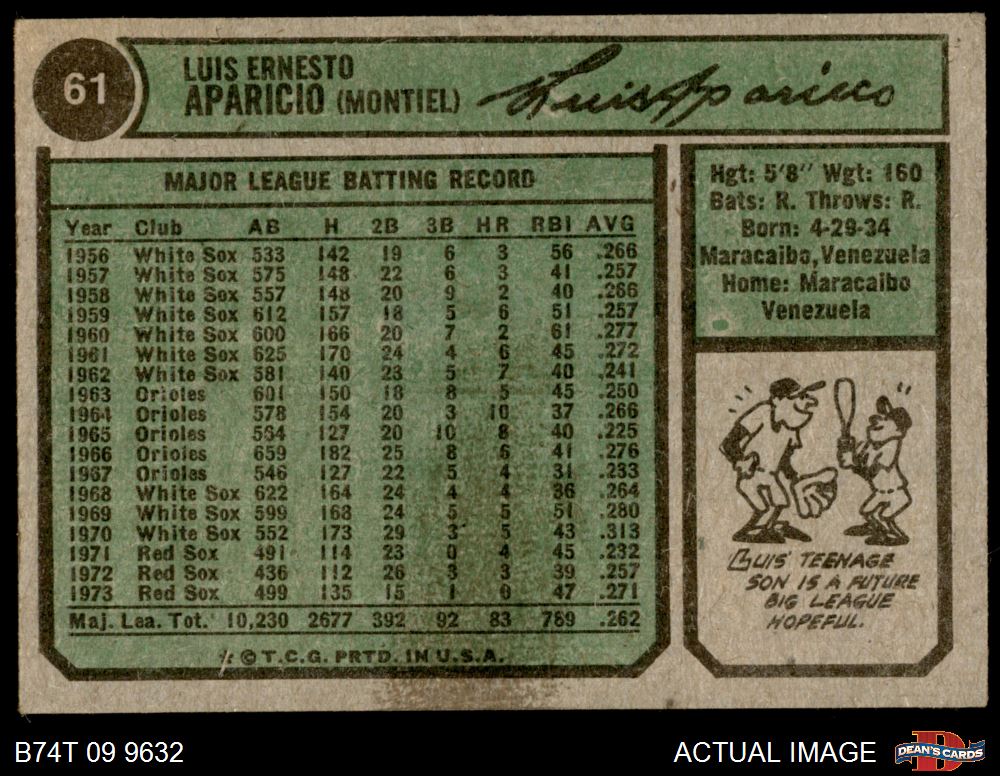 61
LUIS ERNESTO
APARICIO (MONTIEL)
Luis Aparicio
MAJOR LEAGUE BATTING RECORD
Year Club AB H 2B 3B HR RBI AVG
1956 White Sox 533 142 19 6 3 56 .266
1957 White Sox 575 148 22 6 3 41 .257
1958 White Sox 557 148 20 9 2 40 .266
1959 White Sox 612 157 18 5 6 51 .257
1960 White Sox 600 166 20 7 2 61 .277
1961 White Sox 625 170 24 4 6 45 .272
1962 White Sox 581 140 23 5 7 40 .241
1963 Orioles 601 150 18 8 5 45 .250
1964 Orioles 578 154 20 3 10 37 .266
1965 Orioles 564 127 20 10 8 40 .225
1966 Orioles 659 182 25 8 6 41 .276
1967 Orioles 546 127 22 5 4 31 .233
1968 White Sox 622 164 24 4 4 36 .264
1969 White Sox 599 168 24 5 5 51 .280
1970 White Sox 552 173 29 3 5 43 .313
1971 Red Sox 491 114 23 0 4 45 .232
1972 Red Sox 436 112 26 3 3 39 .257
1973 Red Sox 499 135 15 1 0 47 .271
Maj. Lea. Tot. 10,230 2677 392 92 83 789 .262
* © T.C.G. PRTD. IN U.S.A.
Hgt: 5'8" Wgt: 160
Bats: R. Throws: R.
Born: 4-29-34
Maracaibo, Venezuela
Home: Maracaibo
Venezuela
LUIS' TEENAGE
SON IS A FUTURE
BIG LEAGUE
HOPEFUL.
B74T 09 9632
ACTUAL IMAGE
DEAN'S CARDS